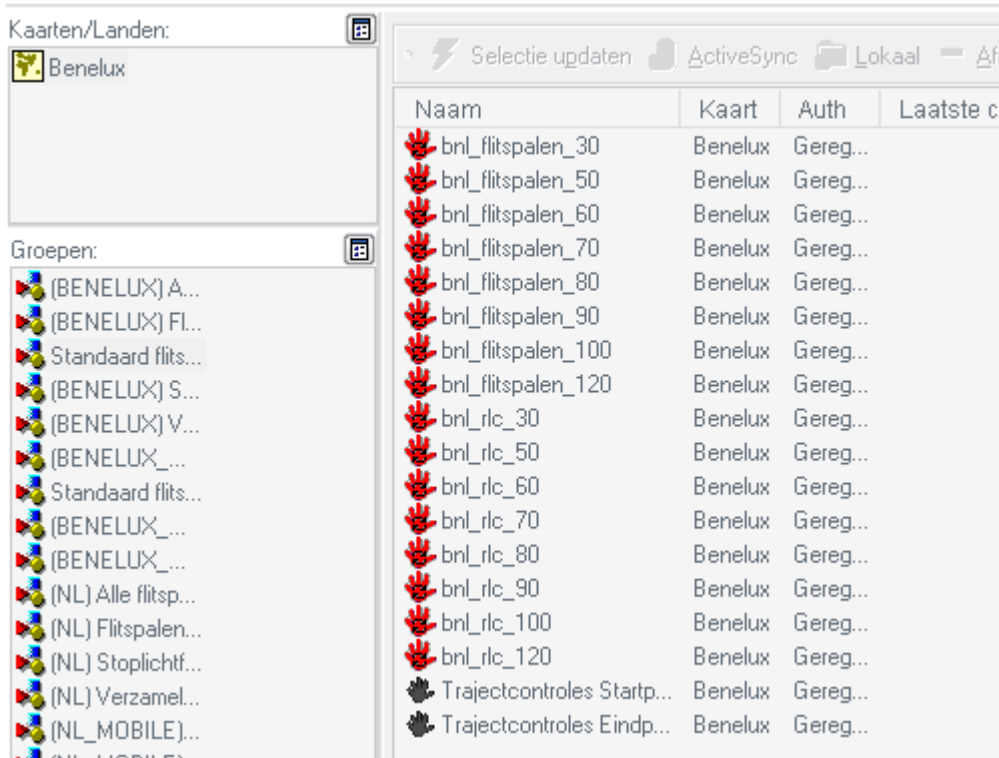 Kaarten/Landen:
Benelux
Groepen:
(BENELUX) A...
(BENELUX) Fl...
Standaard flits...
(BENELUX) S...
(BENELUX) V...
(BENELUX_...
Standaard flits...
(BENELUX_...
(BENELUX_...
(NL) Alle flitsp...
(NL) Flitspalen...
(NL) Stoplichtf...
(NL) Verzamel...
(NL_MOBILE)...
(NL_MOBILE)
Selectie updaten ActiveSync Lokaal Af
Naam Kaart Auth Laatste c
bnl_flitspalen_30 Benelux Gereg...
bnl_flitspalen_50 Benelux Gereg...
bnl_flitspalen_60 Benelux Gereg...
bnl_flitspalen_70 Benelux Gereg...
bnl_flitspalen_80 Benelux Gereg...
bnl_flitspalen_90 Benelux Gereg...
bnl_flitspalen_100 Benelux Gereg...
bnl_flitspalen_120 Benelux Gereg...
bnl_rlc_30 Benelux Gereg...
bnl_rlc_50 Benelux Gereg...
bnl_rlc_60 Benelux Gereg...
bnl_rlc_70 Benelux Gereg...
bnl_rlc_80 Benelux Gereg...
bnl_rlc_90 Benelux Gereg...
bnl_rlc_100 Benelux Gereg...
bnl_rlc_120 Benelux Gereg...
Trajectcontroles Startp... Benelux Gereg...
Trajectcontroles Eindp... Benelux Gereg...